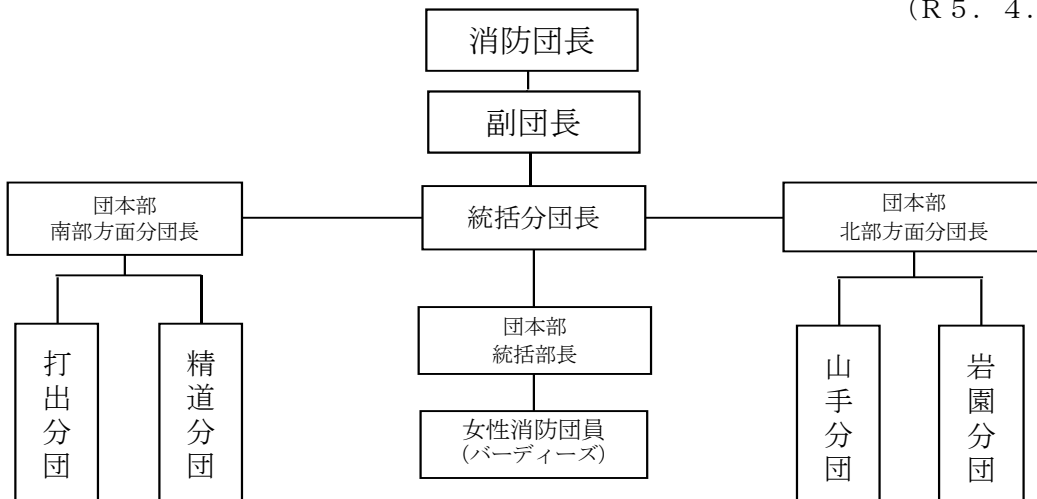 (R5. 4.
消防団長
副団長
統括分団長
団本部
南部方面分団長
団本部
北部方面分団長
打出分団
精道分団
団本部
統括部長
女性消防団員
(バーディーズ)
山手分団
岩園分団